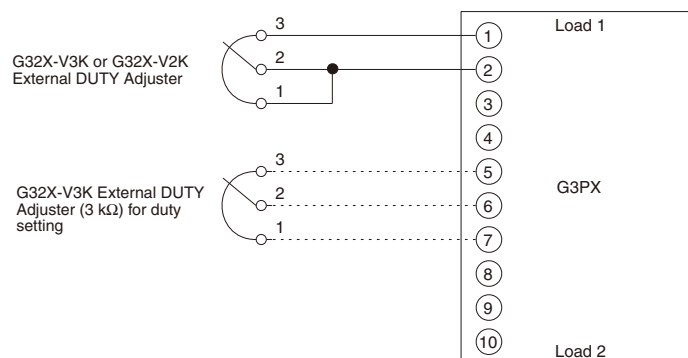 3
Load 1
1
G32X-V3K or G32X-V2K
External DUTY Adjuster
2
2
1
3
4
3
5
G32X-V3K External DUTY
Adjuster (3 kΩ) for duty
setting
2
6
G3PX
1
7
8
9
10
Load 2